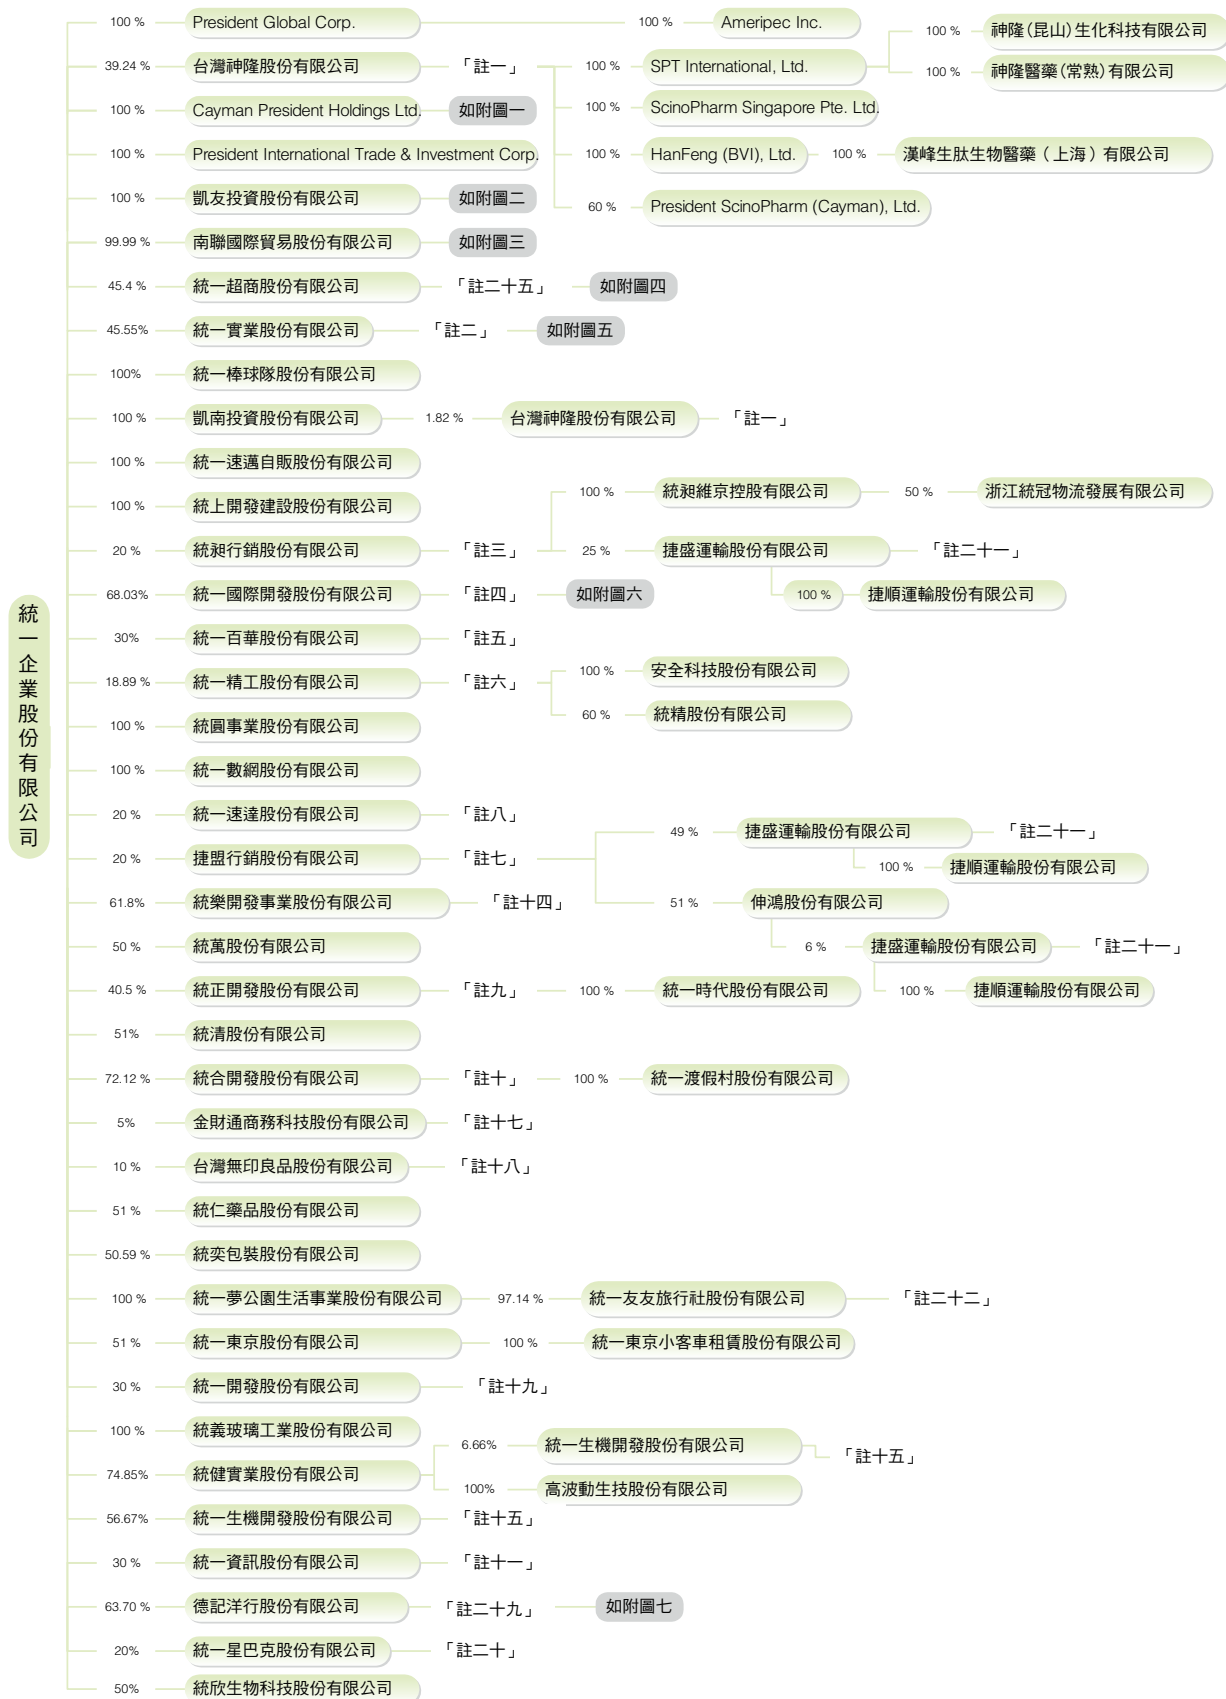 統一企業股份有限公司
100 % President Global Corp. 100 % Ameripec Inc.
100 % 神隆(昆山)生化科技有限公司
39.24 % 台灣神隆股份有限公司 「註一」 100 % SPT International, Ltd.
100 % 神隆醫藥(常熟)有限公司
100 % Cayman President Holdings Ltd. 如附圖一 100 % ScinoPharm Singapore Pte. Ltd.
100 % President International Trade & Investment Corp. 100 % HanFeng (BVI), Ltd. 100 % 漢峰生肽生物醫藥（上海）有限公司
100 % 凱友投資股份有限公司 如附圖二 60 % President ScinoPharm (Cayman), Ltd.
99.99 % 南聯國際貿易股份有限公司 如附圖三
45.4 % 統一超商股份有限公司 「註二十五」 如附圖四
45.55% 統一實業股份有限公司 「註二」 如附圖五
100% 統一棒球隊股份有限公司
100 % 凱南投資股份有限公司 1.82 % 台灣神隆股份有限公司 「註一」
100 % 統一速邁自販股份有限公司
100 % 統上開發建設股份有限公司 100 % 統昶維京控股有限公司 50 % 浙江統冠物流發展有限公司
20 % 統昶行銷股份有限公司 「註三」 25 % 捷盛運輸股份有限公司 「註二十一」
68.03% 統一國際開發股份有限公司 「註四」 如附圖六 100 % 捷順運輸股份有限公司
30% 統一百華股份有限公司 「註五」
18.89 % 統一精工股份有限公司 「註六」 100 % 安全科技股份有限公司
60 % 統精股份有限公司
100 % 統圓事業股份有限公司
100 % 統一數網股份有限公司
20 % 統一速達股份有限公司 「註八」 49 % 捷盛運輸股份有限公司 「註二十一」
20 % 捷盟行銷股份有限公司 「註七」 100 % 捷順運輸股份有限公司
61.8% 統樂開發事業股份有限公司 「註十四」 51 % 伸鴻股份有限公司
50 % 統萬股份有限公司 6 % 捷盛運輸股份有限公司 「註二十一」
40.5 % 統正開發股份有限公司 「註九」 100 % 統一時代股份有限公司 100 % 捷順運輸股份有限公司
51% 統清股份有限公司
72.12 % 統合開發股份有限公司 「註十」 100 % 統一渡假村股份有限公司
5% 金財通商務科技股份有限公司 「註十七」
10 % 台灣無印良品股份有限公司 「註十八」
51 % 統仁藥品股份有限公司
50.59 % 統奕包裝股份有限公司
100 % 統一夢公園生活事業股份有限公司 97.14 % 統一友友旅行社股份有限公司 「註二十二」
51 % 統一東京股份有限公司 100 % 統一東京小客車租賃股份有限公司
30 % 統一開發股份有限公司 「註十九」
100 % 統義玻璃工業股份有限公司
6.66% 統一生機開發股份有限公司 「註十五」
74.85% 統健實業股份有限公司
100% 高波動生技股份有限公司
56.67% 統一生機開發股份有限公司 「註十五」
30 % 統一資訊股份有限公司 「註十一」
63.70 % 德記洋行股份有限公司 「註二十九」 如附圖七
20% 統一星巴克股份有限公司 「註二十」
50% 統欣生物科技股份有限公司